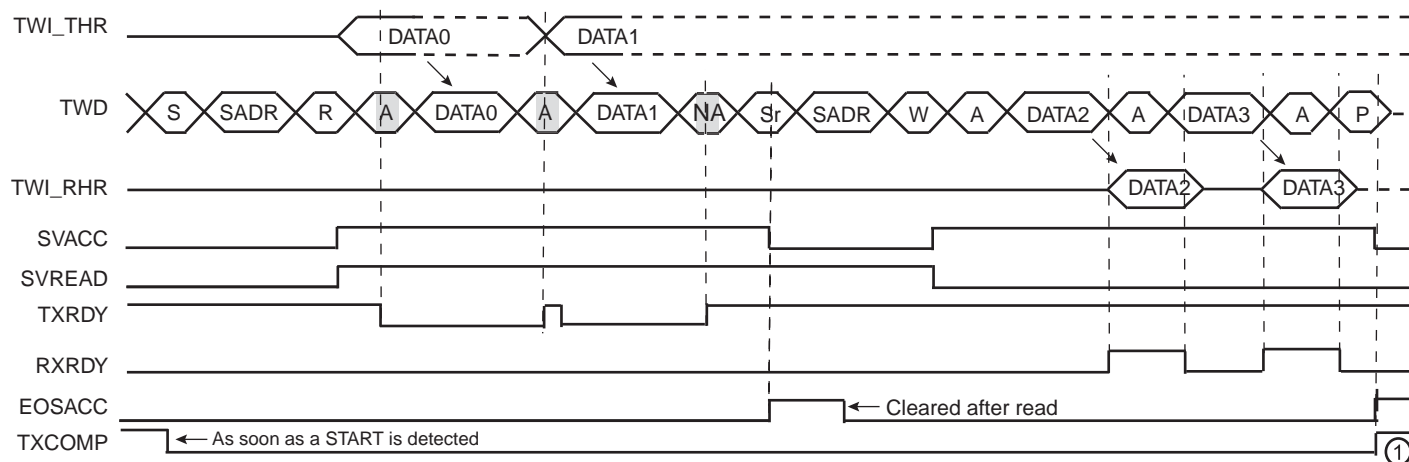 TWI_THR DATA0 DATA1
TWD S SADR R A DATA0 A DATA1 NA Sr SADR W A DATA2 A DATA3 A P
TWI_RHR DATA2 DATA3
SVACC
SVREAD
TXRDY
RXRDY
EOSACC Cleared after read
TXCOMP As soon as a START is detected 1